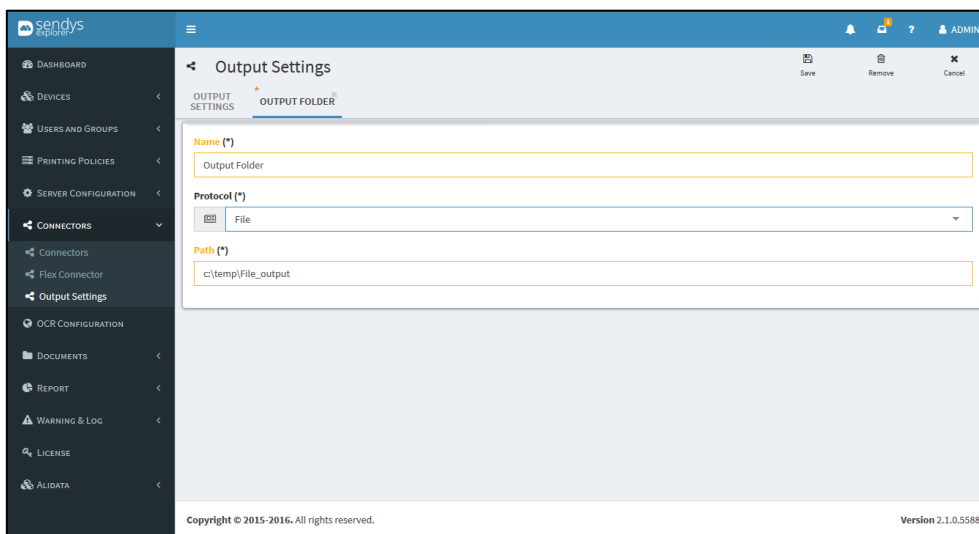 sendys
explorer
1
?
ADMIN
DASHBOARD
DEVICES
USERS AND GROUPS
PRINTING POLICIES
SERVER CONFIGURATION
CONNECTORS
Connectors
Flex Connector
Output Settings
OCR CONFIGURATION
DOCUMENTS
REPORT
WARNING & LOG
LICENSE
ALIDATA
Output Settings
Save
Remove
Cancel
OUTPUT
SETTINGS
* OUTPUT FOLDER
Name (*)
Output Folder
Protocol (*)
File
Path (*)
c:\temp\File_output
Copyright © 2015-2016. All rights reserved.
Version 2.1.0.5588